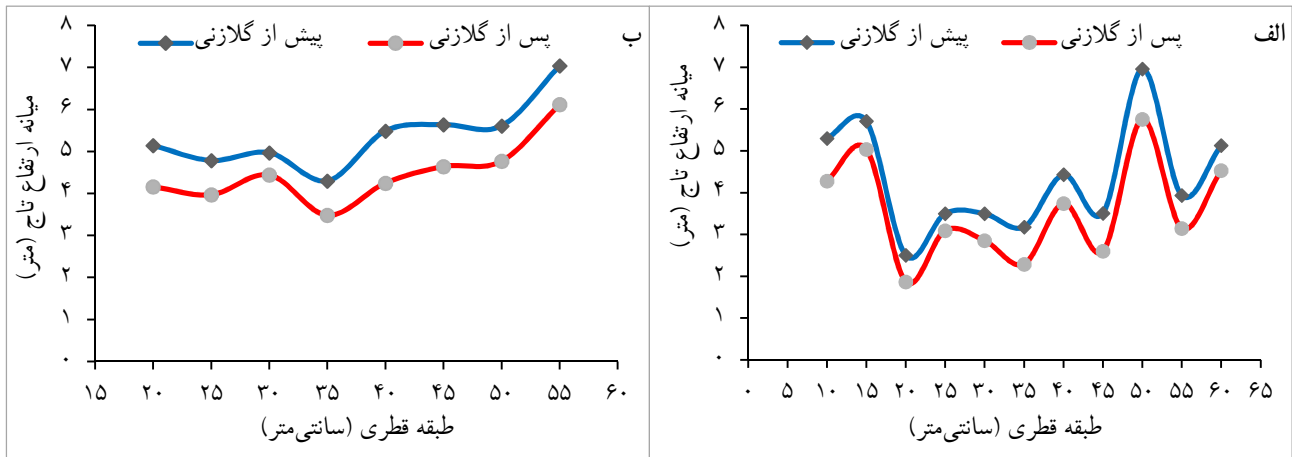 الف
پیش از گلازنی
پس از گلازنی
میانه ارتفاع تاج (متر)
۸
۷
۶
۵
۴
۳
۲
۱
۰
۰ ۵ ۱۰ ۱۵ ۲۰ ۲۵ ۳۰ ۳۵ ۴۰ ۴۵ ۵۰ ۵۵ ۶۰ ۶۵
طبقه قطری (سانتی‌متر)
ب
پیش از گلازنی
پس از گلازنی
میانه ارتفاع تاج (متر)
۸
۷
۶
۵
۴
۳
۲
۱
۰
۱۵ ۲۰ ۲۵ ۳۰ ۳۵ ۴۰ ۴۵ ۵۰ ۵۵ ۶۰
طبقه قطری (سانتی‌متر)